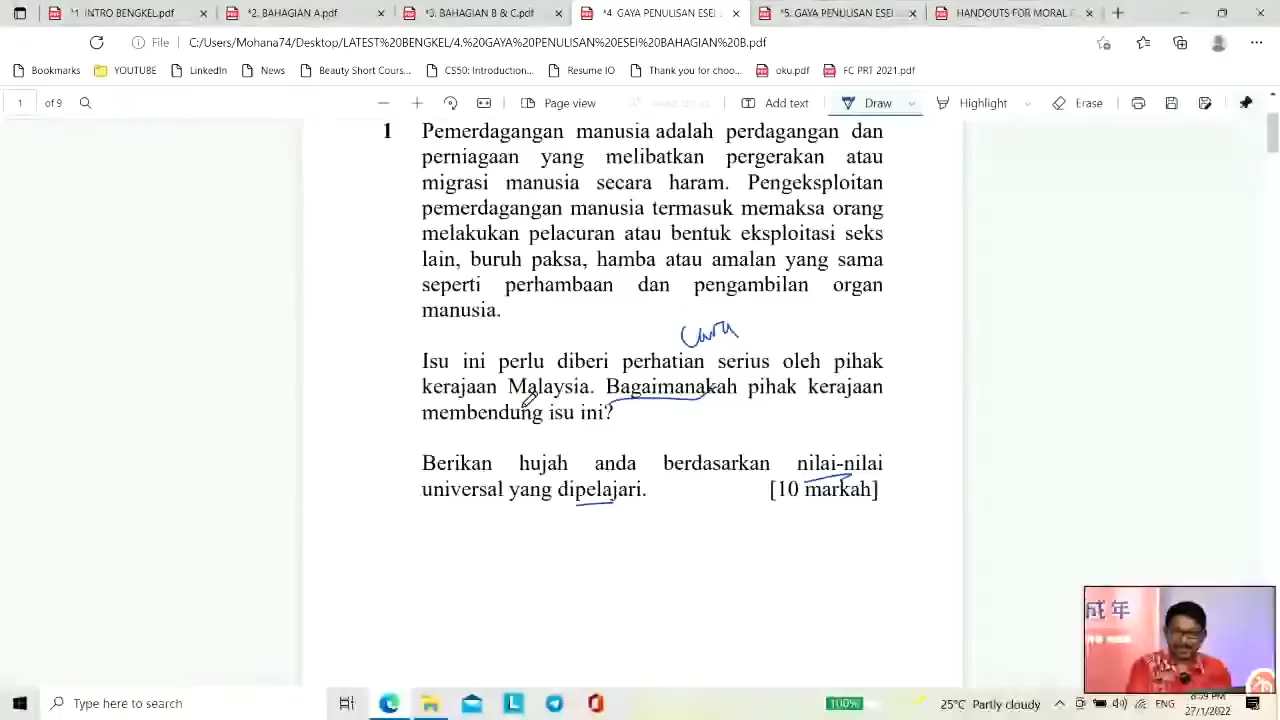 *1 INTRO BENGKEL.pdf
*2. BAHAGIAN A.pdf
*3. BAHAGIAN B & C.pdf
*4. GAYA PENULISAN ESEI
*5. GAYA PENULISAN ESEI
HANDOUTS FOR MORAL
File C:/Users/Mohana74/Desktop/LATEST%20BENGKEL/4.%20GAYA%20PENULISAN%20ESEI%20BAHAGIAN%20B.pdf
Bookmarks YOUTUBE LinkedIn News Beauty Short Cours... CS50: Introduction... Resume IO Thank you for choo... oku.pdf FC PRT 2021.pdf
1 of 9 Page view Read aloud Add text Draw Highlight Erase
1 Pemerdagangan manusia adalah perdagangan dan
perniagaan yang melibatkan pergerakan atau
migrasi manusia secara haram. Pengeksploitan
pemerdagangan manusia termasuk memaksa orang
melakukan pelacuran atau bentuk eksploitasi seks
lain, buruh paksa, hamba atau amalan yang sama
seperti perhambaan dan pengambilan organ
manusia.
Cara
Isu ini perlu diberi perhatian serius oleh pihak
kerajaan Malaysia. Bagaimanakah pihak kerajaan
membendung isu ini?
Berikan hujah anda berdasarkan nilai-nilai
universal yang dipelajari. [10 markah]
成年
Type here to search
100%
25°C Partly cloudy
ENG
8:59 PM
27/1/2022